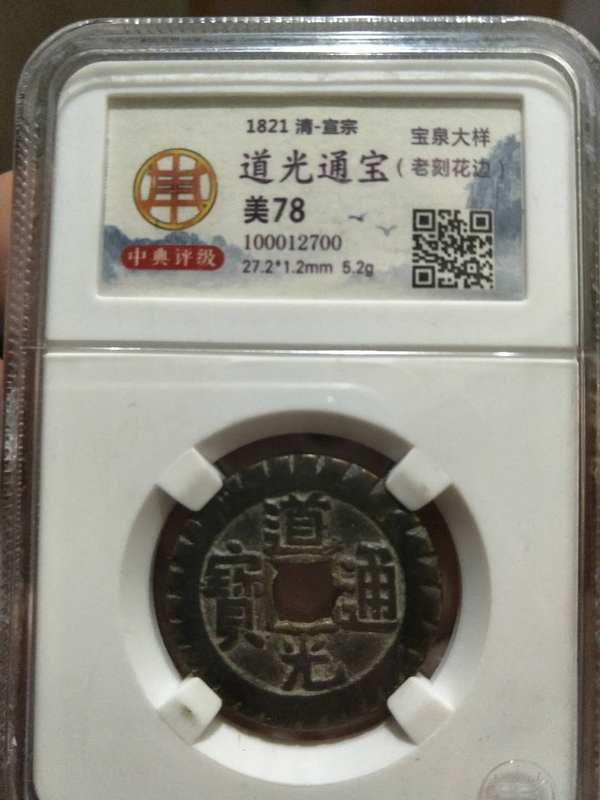 1821 清-宣宗
宝泉大样
道光通宝
（老刻花边）
美78
100012700
27.2*1.2mm 5.2g
中典评级
道
寶 通
光